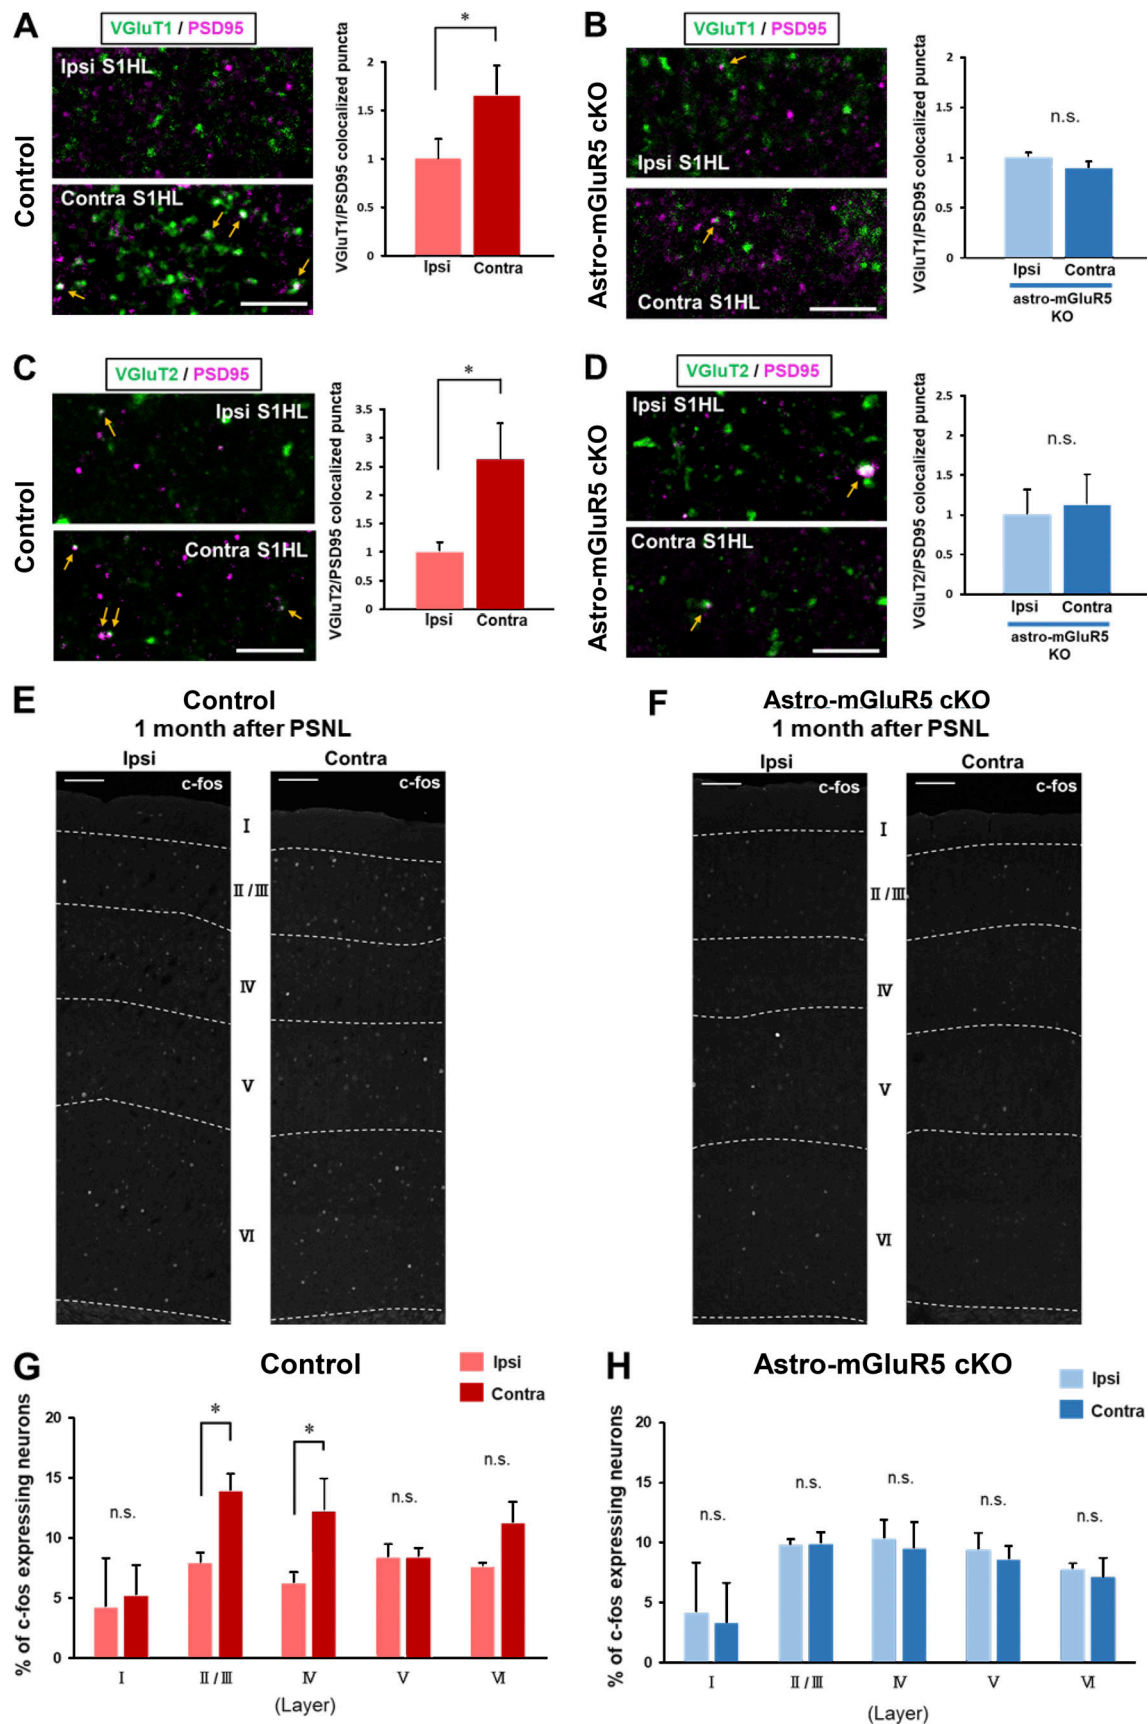 A
VGluT1 / PSD95
Control
Ipsi S1HL
Contra S1HL
VGluT1/PSD95 colocalized puncta
2
1.5
1
0.5
0
*
Ipsi
Contra
B
VGluT1 / PSD95
Astro-mGluR5 cKO
Ipsi S1HL
Contra S1HL
VGluT1/PSD95 colocalized puncta
2
1.5
1
0.5
0
n.s.
Ipsi
Contra
astro-mGluR5
KO
C
VGluT2 / PSD95
Control
Ipsi S1HL
Contra S1HL
VGluT2/PSD95 colocalized puncta
3.5
3
2.5
2
1.5
1
0.5
0
*
Ipsi
Contra
D
VGluT2 / PSD95
Astro-mGluR5 cKO
Ipsi S1HL
Contra S1HL
VGluT2/PSD95 colocalized puncta
2.5
2
1.5
1
0.5
0
n.s.
Ipsi
Contra
astro-mGluR5
KO
E
Control
1 month after PSNL
Ipsi
Contra
c-fos
c-fos
I
II / III
IV
V
VI
F
Astro-mGluR5 cKO
1 month after PSNL
Ipsi
Contra
c-fos
c-fos
I
II / III
IV
V
VI
G
Control
Ipsi
Contra
% of c-fos expressing neurons
20
15
10
5
0
n.s.
*
*
n.s.
n.s.
I
II / III
IV
V
VI
(Layer)
H
Astro-mGluR5 cKO
Ipsi
Contra
% of c-fos expressing neurons
20
15
10
5
0
n.s.
n.s.
n.s.
n.s.
n.s.
I
II / III
IV
V
VI
(Layer)